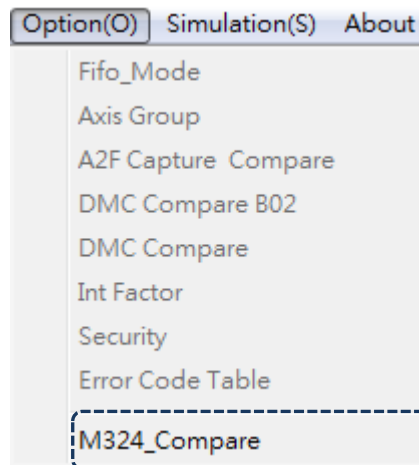 Option(O) Simulation(S) About
Fifo_Mode
Axis Group
A2F Capture  Compare
DMC Compare B02
DMC Compare
Int Factor
Security
Error Code Table
M324_Compare